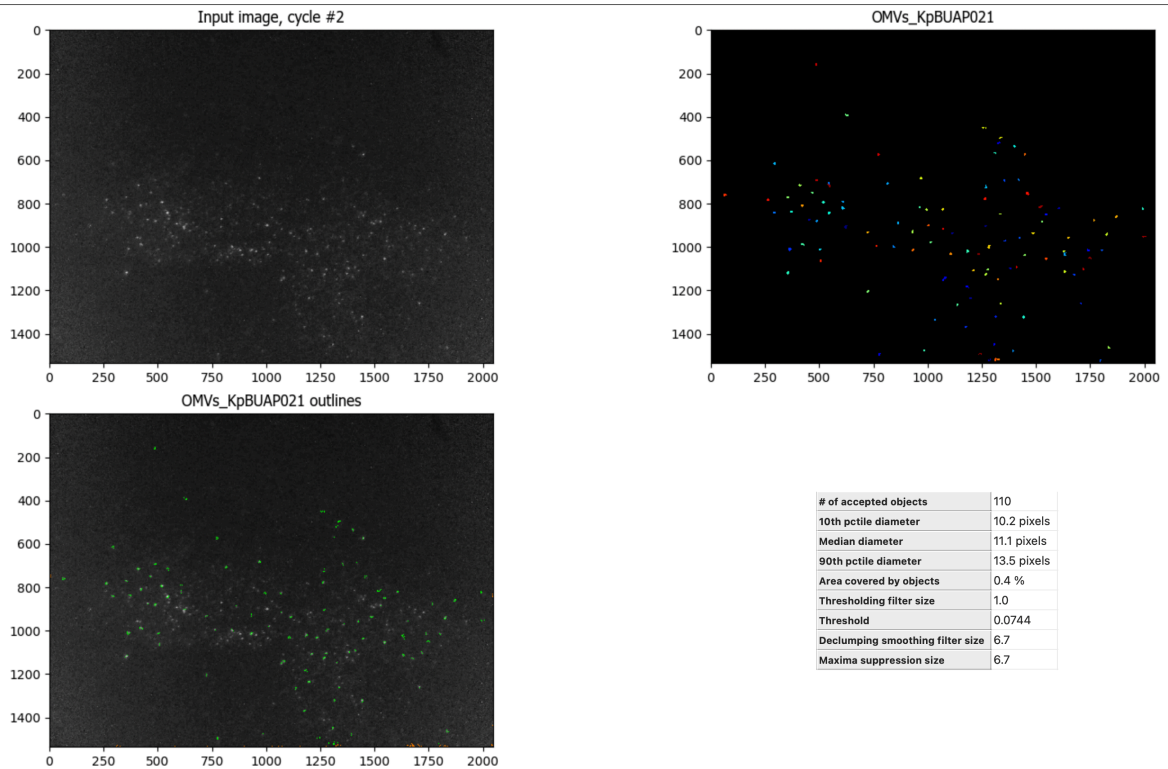 Input image, cycle #2
0
200
400
600
800
1000
1200
1400
0 250 500 750 1000 1250 1500 1750 2000
OMVs_KpBUAP021
0
200
400
600
800
1000
1200
1400
0 250 500 750 1000 1250 1500 1750 2000
OMVs_KpBUAP021 outlines
0
200
400
600
800
1000
1200
1400
0 250 500 750 1000 1250 1500 1750 2000
# of accepted objects 110
10th pctile diameter 10.2 pixels
Median diameter 11.1 pixels
90th pctile diameter 13.5 pixels
Area covered by objects 0.4 %
Thresholding filter size 1.0
Threshold 0.0744
Declumping smoothing filter size 6.7
Maxima suppression size 6.7